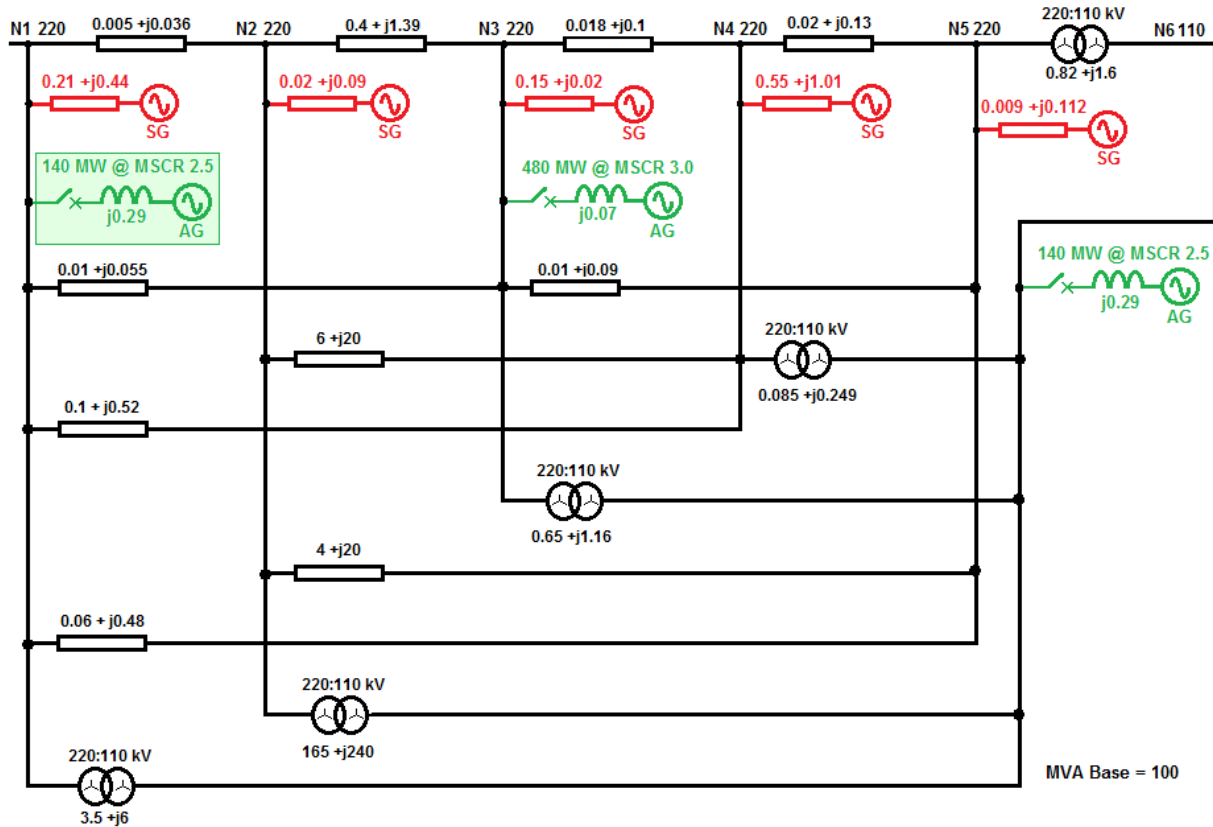 N1 220
0.005 +j0.036
N2 220
0.4 + j1.39
N3 220
0.018 +j0.1
N4 220
0.02 + j0.13
N5 220
220:110 kV
N6 110
0.82 +j1.6
0.21 +j0.44
SG
0.02 +j0.09
SG
0.15 +j0.02
SG
0.55 +j1.01
SG
0.009 +j0.112
SG
140 MW @ MSCR 2.5
j0.29
AG
480 MW @ MSCR 3.0
j0.07
AG
140 MW @ MSCR 2.5
j0.29
AG
0.01 +j0.055
0.01 +j0.09
6 +j20
220:110 kV
0.085 +j0.249
0.1 + j0.52
220:110 kV
0.65 +j1.16
4 +j20
0.06 + j0.48
220:110 kV
165 +j240
220:110 kV
3.5 +j6
MVA Base = 100